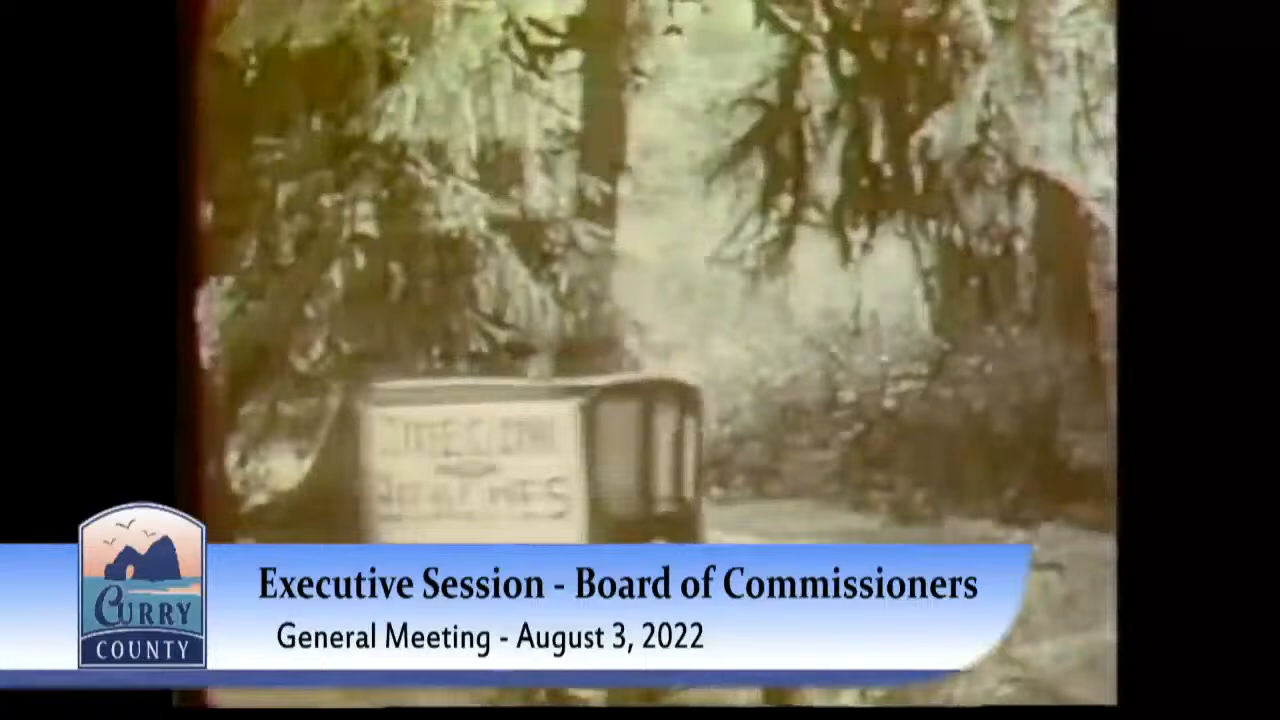 Executive Session - Board of Commissioners
General Meeting - August 3, 2022
CURRY
COUNTY